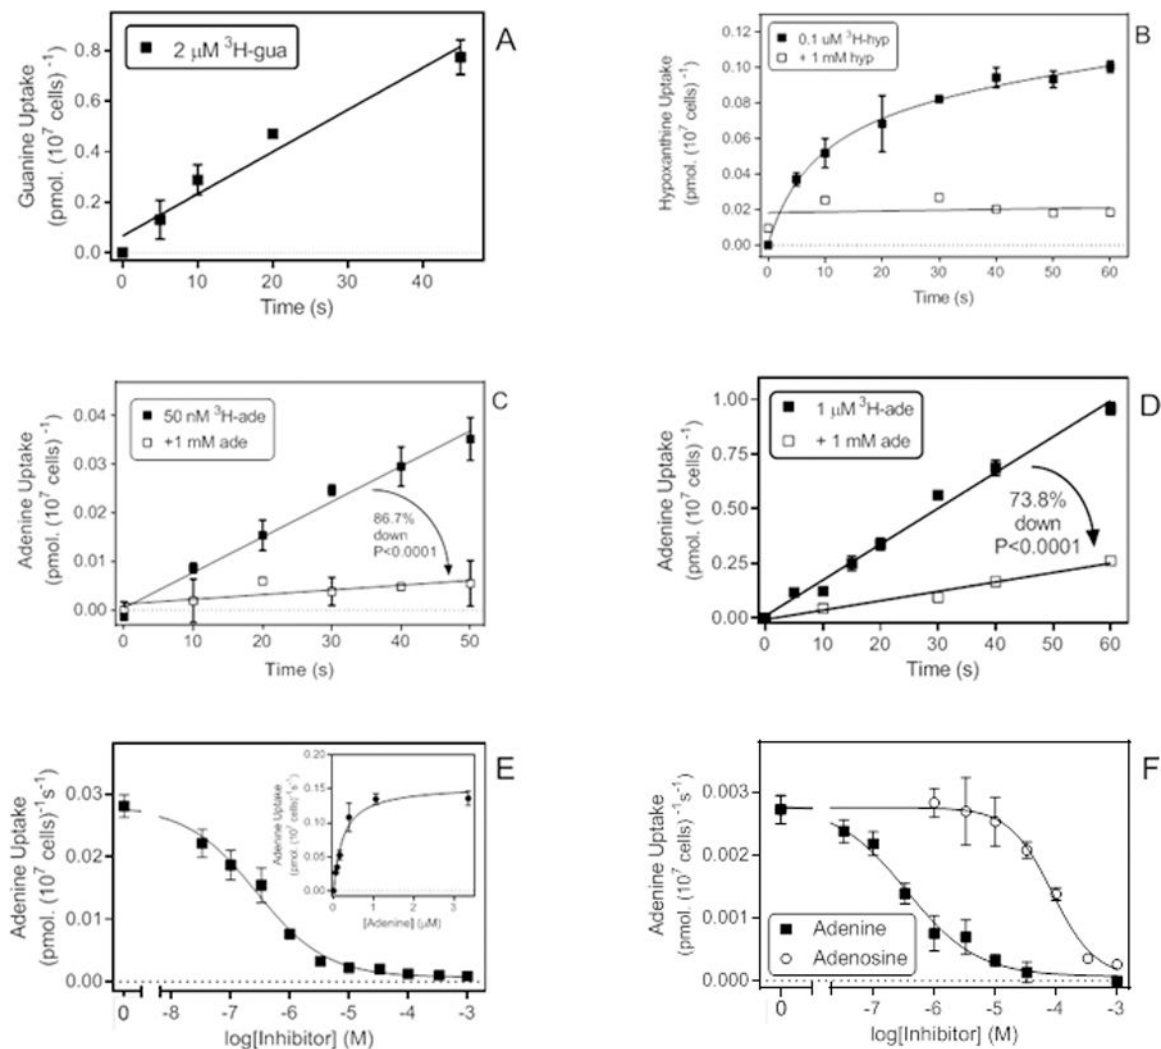 A
■ 2 μM ³H-gua
Guanine Uptake
(pmol. (10⁷ cells)⁻¹)
0.8
0.6
0.4
0.2
0.0
0 10 20 30 40
Time (s)
B
■ 0.1 uM ³H-hyp
□ + 1 mM hyp
Hypoxanthine Uptake
(pmol. (10⁷ cells)⁻¹)
0.12
0.10
0.08
0.06
0.04
0.02
0.00
0 10 20 30 40 50 60
Time (s)
C
■ 50 nM ³H-ade
□ +1 mM ade
Adenine Uptake
(pmol. (10⁷ cells)⁻¹)
0.04
0.03
0.02
0.01
0.00
86.7%
down
P<0.0001
0 10 20 30 40 50
Time (s)
D
■ 1 μM ³H-ade
□ + 1 mM ade
Adenine Uptake
(pmol. (10⁷ cells)⁻¹)
1.00
0.75
0.50
0.25
0.00
73.8%
down
P<0.0001
0 10 20 30 40 50 60
Time (s)
E
Adenine Uptake
(pmol. (10⁷ cells)⁻¹s⁻¹)
0.03
0.02
0.01
0.00
0 -8 -7 -6 -5 -4 -3
log[Inhibitor] (M)
Adenine Uptake
(pmol. (10⁷ cells)⁻¹s⁻¹)
0.20
0.15
0.10
0.05
0.00
0 1 2 3
[Adenine] (μM)
F
Adenine Uptake
(pmol. (10⁷ cells)⁻¹s⁻¹)
0.003
0.002
0.001
0.000
■ Adenine
○ Adenosine
0 -7 -6 -5 -4 -3
log[Inhibitor] (M)